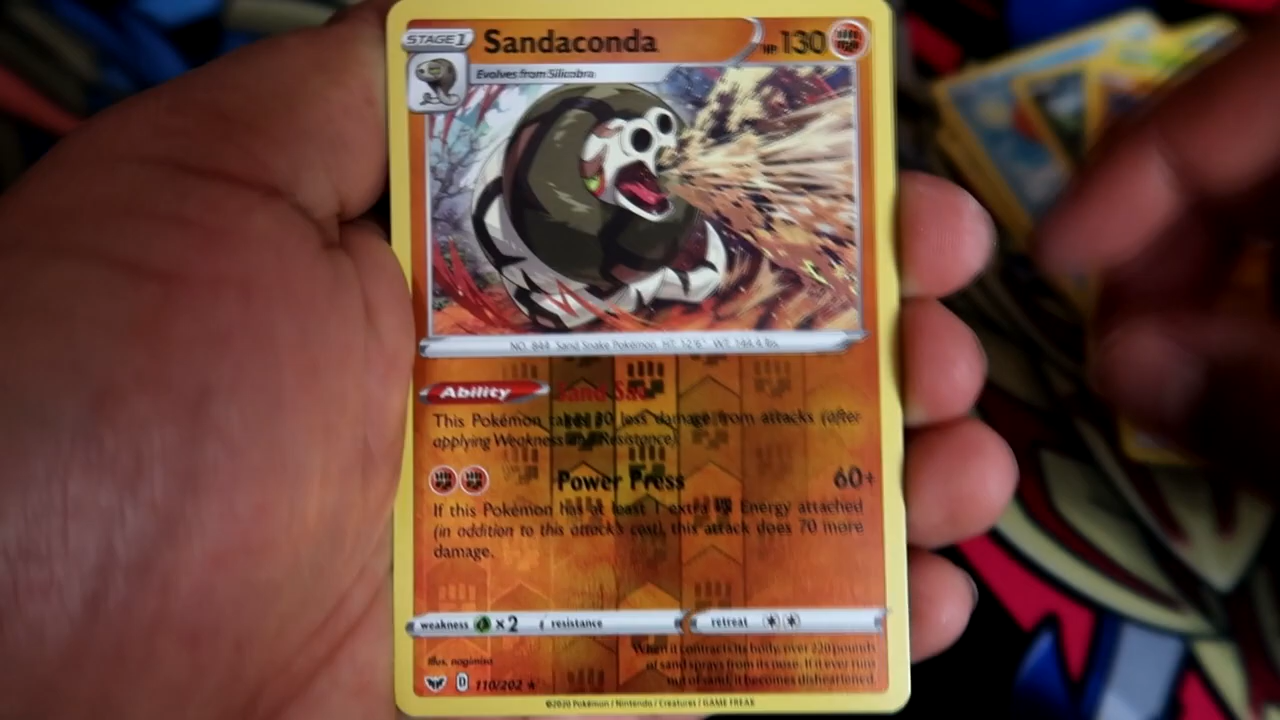 STAGE 1 Sandaconda HP 130
Evolves from Silicobra
NO. 844 Sand Snake Pokémon HT: 12'6" WT: 144.4 lbs.
Ability Sand Sac
This Pokémon takes 30 less damage from attacks (after
applying Weakness and Resistance).
Power Press 60+
If this Pokémon has at least 1 extra Energy attached
(in addition to this attack's cost), this attack does 70 more
damage.
weakness ×2 resistance retreat
When it contracts its body, over 220 pounds
of sand sprays from its nose. If it ever runs
out of sand, it becomes disheartened.
Illus. nagimiso
D 110/202 ★
©2020 Pokémon / Nintendo / Creatures / GAME FREAK